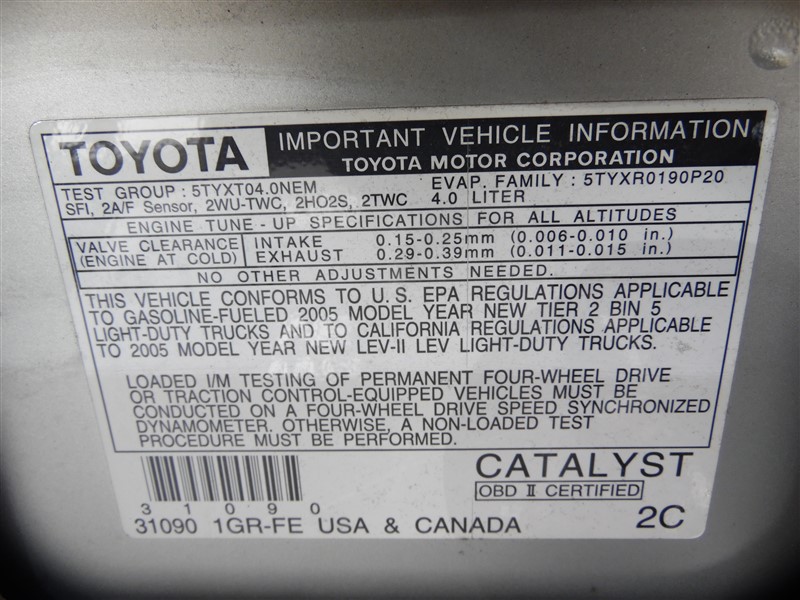 TOYOTA
IMPORTANT VEHICLE INFORMATION
TOYOTA MOTOR CORPORATION
TEST GROUP : 5TYXT04.0NEM EVAP. FAMILY : 5TYXR0190P20
SFI, 2A/F Sensor, 2WU-TWC, 2HO2S, 2TWC 4.0 LITER
ENGINE TUNE - UP SPECIFICATIONS FOR ALL ALTITUDES
VALVE CLEARANCE INTAKE 0.15-0.25mm (0.006-0.010 in.)
(ENGINE AT COLD) EXHAUST 0.29-0.39mm (0.011-0.015 in.)
NO OTHER ADJUSTMENTS NEEDED.
THIS VEHICLE CONFORMS TO U.S. EPA REGULATIONS APPLICABLE
TO GASOLINE-FUELED 2005 MODEL YEAR NEW TIER 2 BIN 5
LIGHT-DUTY TRUCKS AND TO CALIFORNIA REGULATIONS APPLICABLE
TO 2005 MODEL YEAR NEW LEV-II LEV LIGHT-DUTY TRUCKS.
LOADED I/M TESTING OF PERMANENT FOUR-WHEEL DRIVE
OR TRACTION CONTROL-EQUIPPED VEHICLES MUST BE
CONDUCTED ON A FOUR-WHEEL DRIVE SPEED SYNCHRONIZED
DYNAMOMETER. OTHERWISE, A NON-LOADED TEST
PROCEDURE MUST BE PERFORMED.
CATALYST
OBD II CERTIFIED
31090
31090 1GR-FE USA & CANADA 2C